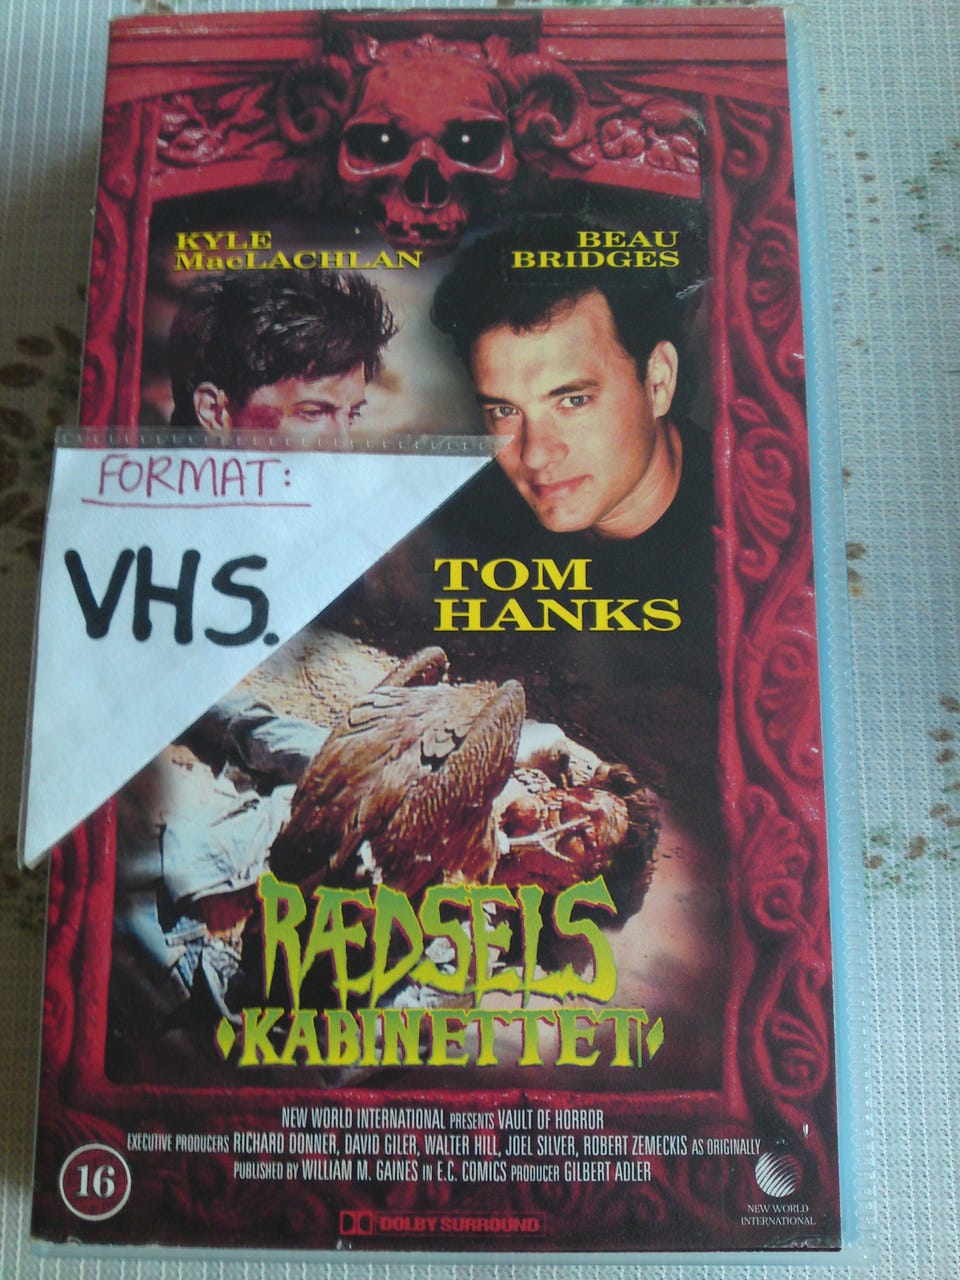 KYLE
MacLACHLAN
BEAU
BRIDGES
FORMAT:
VHS.
TOM
HANKS
RÆDSELS
KABINETTET
NEW WORLD INTERNATIONAL PRESENTS VAULT OF HORROR
EXECUTIVE PRODUCERS RICHARD DONNER, DAVID GILER, WALTER HILL, JOEL SILVER, ROBERT ZEMECKIS AS ORIGINALLY
PUBLISHED BY WILLIAM M. GAINES IN E.C. COMICS PRODUCER GILBERT ADLER
16
DOLBY SURROUND
NEW WORLD
INTERNATIONAL